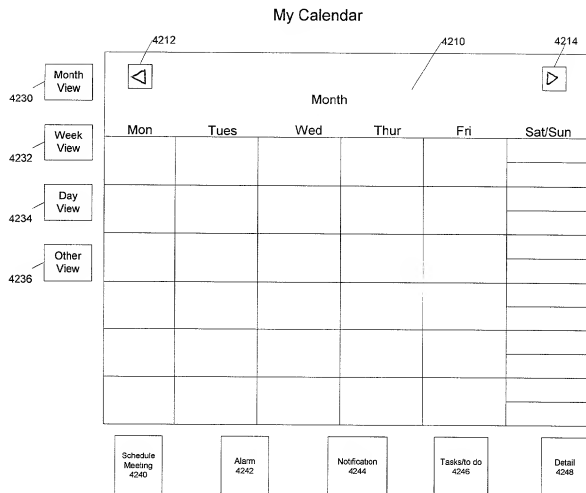 My Calendar
4212
4210
4214
Month
View
4230
Month
Mon Tues Wed Thur Fri Sat/Sun
Week
View
4232
Day
View
4234
Other
View
4236
Schedule
Meeting
4240
Alarm
4242
Notification
4244
Tasks/to do
4246
Detail
4248